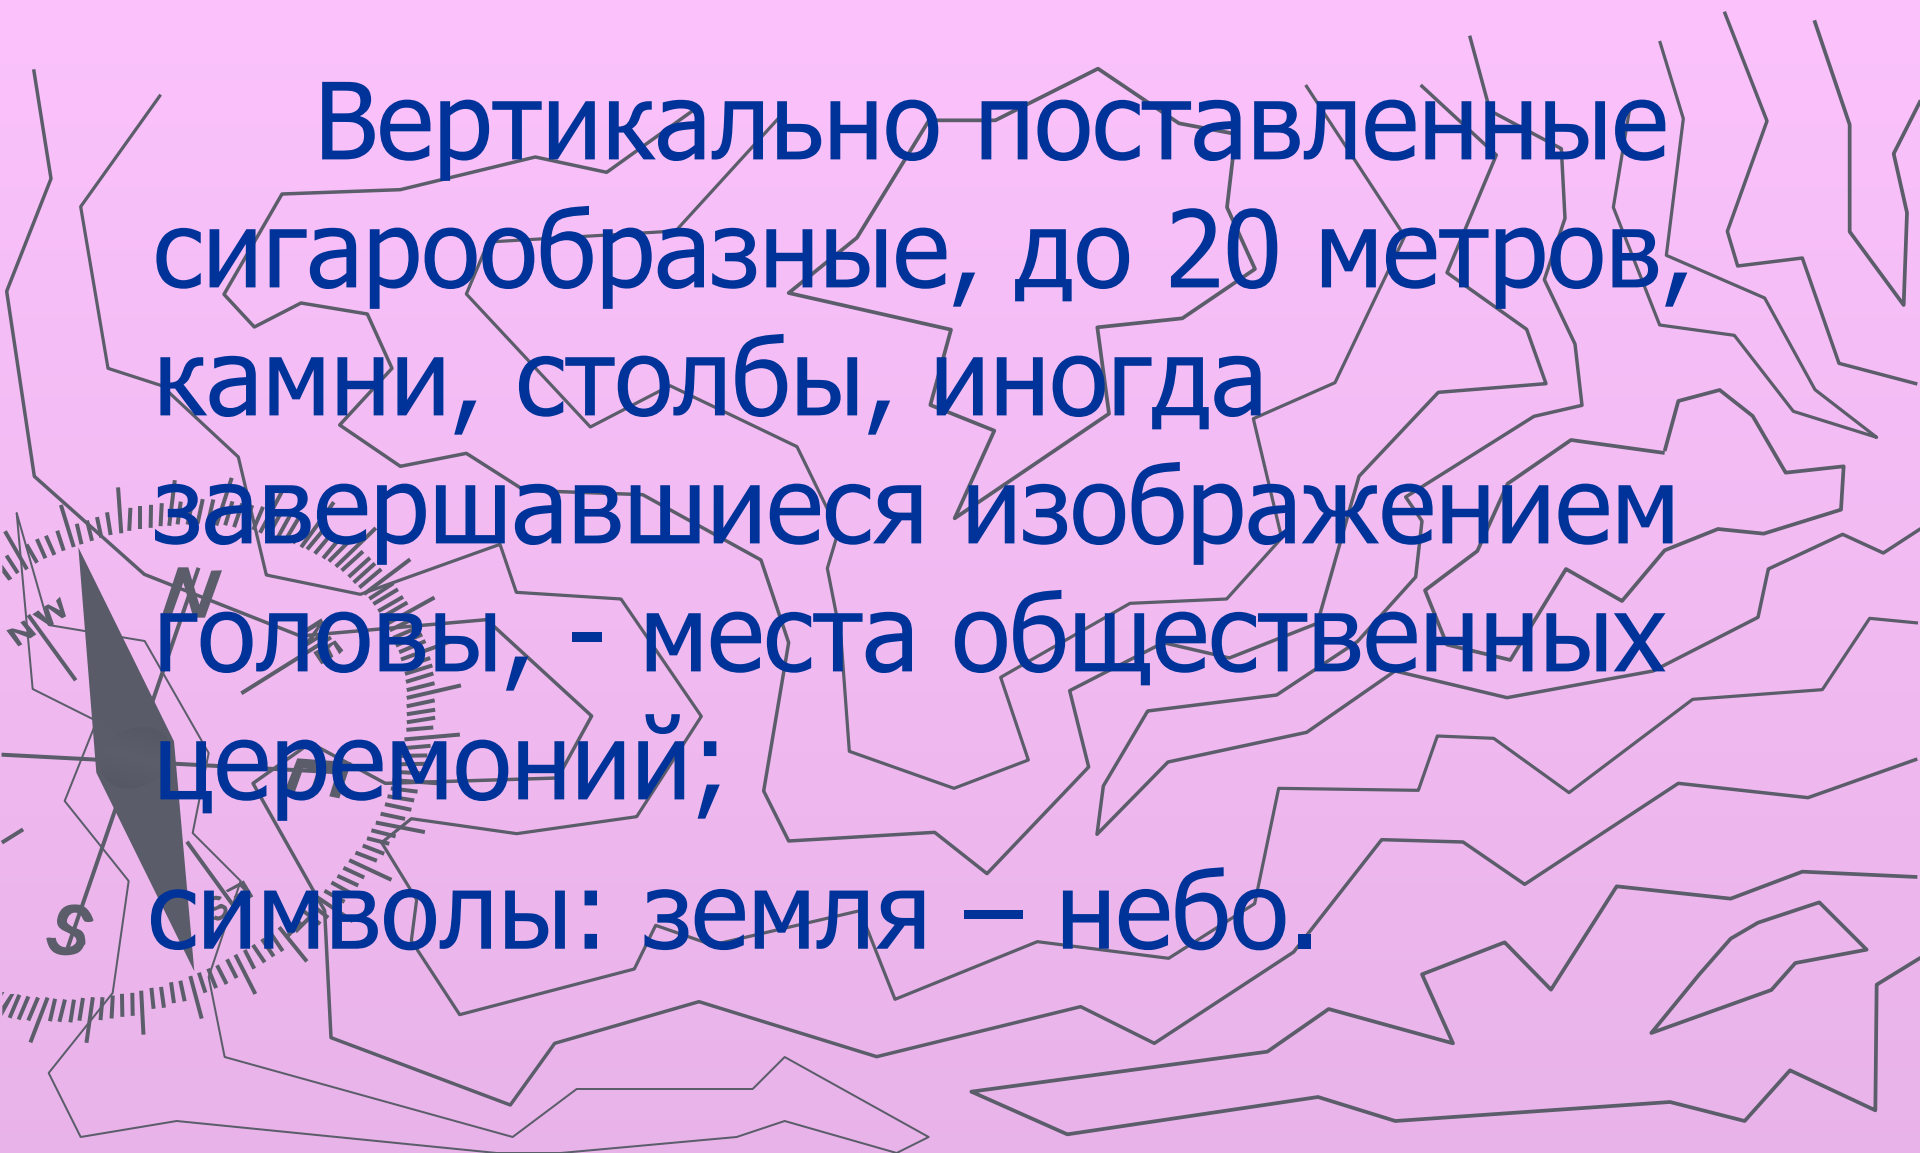 Вертикально поставленные
сигарообразные, до 20 метров,
камни, столбы, иногда
завершавшиеся изображением
головы, - места общественных
церемоний;
символы: земля – небо.
N
NW
S